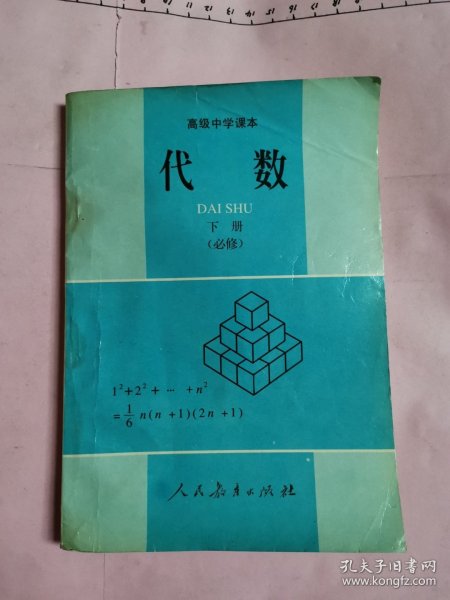 高级中学课本
代数
DAI SHU
下册
(必修)
1²+2²+ ··· +n²
=1/6 n(n+1)(2n+1)
人民教育出版社
孔夫子旧书网
www.kongfz.com